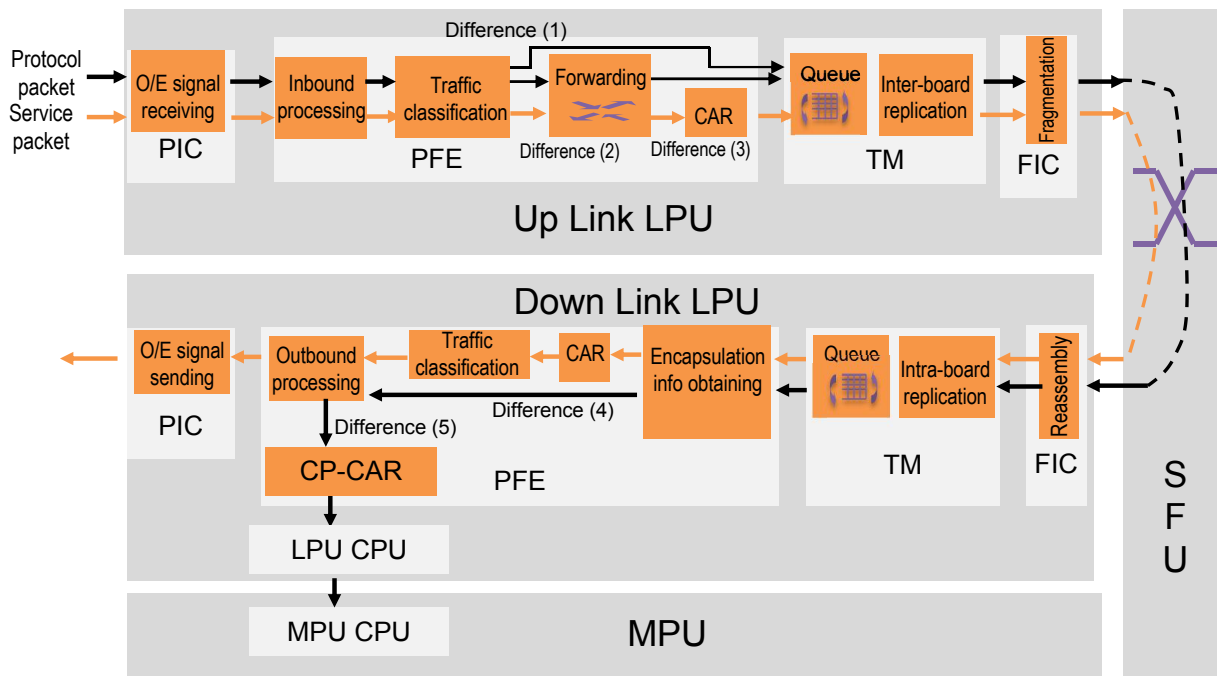 Protocol
packet
Service
packet
O/E signal
receiving
PIC
Inbound
processing
Traffic
classification
Difference (1)
Forwarding
Difference (2)
CAR
Difference (3)
PFE
Queue
Inter-board
replication
TM
Fragmentation
FIC
Up Link LPU
Down Link LPU
O/E signal
sending
PIC
Outbound
processing
Traffic
classification
CAR
Encapsulation
info obtaining
Difference (4)
Difference (5)
CP-CAR
PFE
Queue
Intra-board
replication
TM
Reassembly
FIC
LPU CPU
MPU CPU
MPU
S
F
U